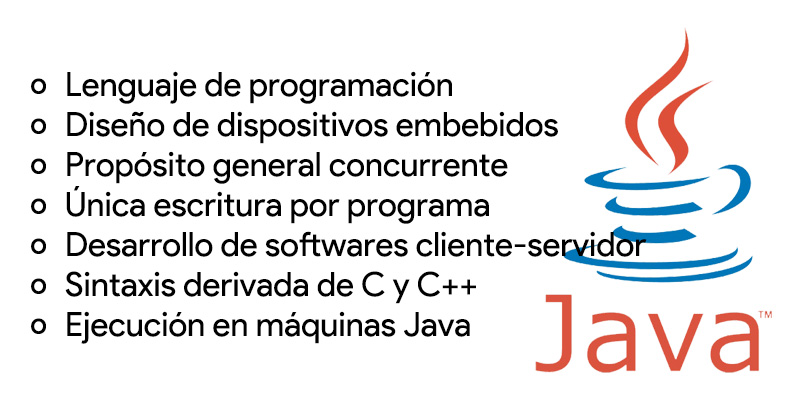 Lenguaje de programación
Diseño de dispositivos embebidos
Propósito general concurrente
Única escritura por programa
Desarrollo de softwares cliente-servidor
Sintaxis derivada de C y C++
Ejecución en máquinas Java
Java™